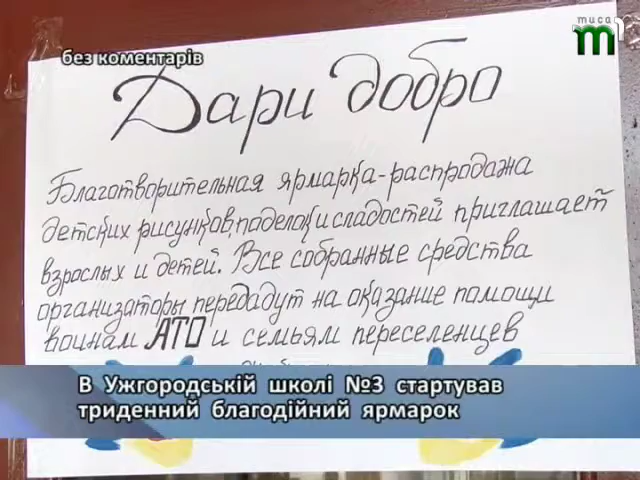 muca
m
без коментарів
Дари добро
Благотворительная ярмарка-распродажа
детских рисунков, поделок и сладостей приглашает
взрослых и детей. Все собранные средства
организаторы передадут на оказание помощи
воинам АТО и семьям переселенцев
В Ужгородській школі №3 стартував
триденний благодійний ярмарок